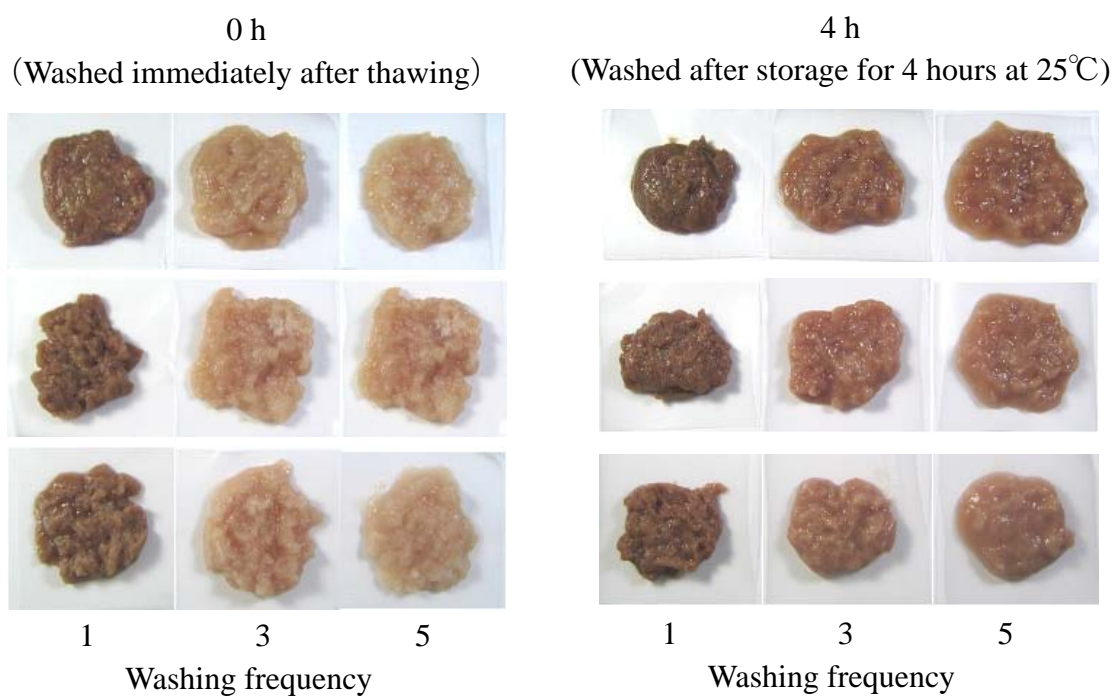 0 h
（Washed immediately after thawing）
1 3 5
Washing frequency
4 h
(Washed after storage for 4 hours at 25℃)
1 3 5
Washing frequency